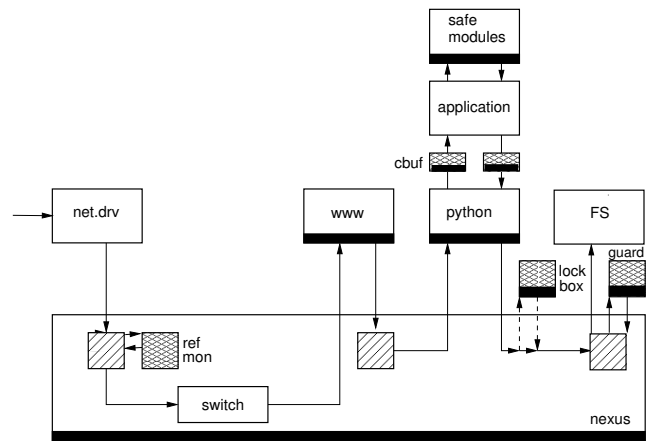 safe
modules
application
cbuf
net.drv
www
python
FS
guard
lock
box
ref
mon
switch
nexus